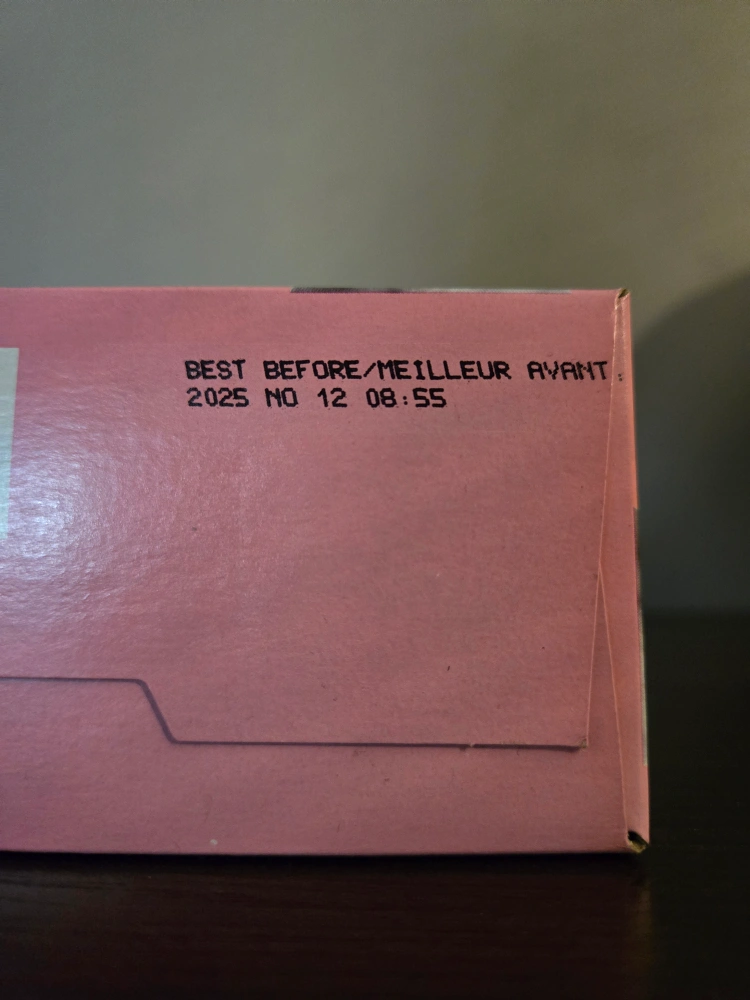 BEST BEFORE/MEILLEUR AVANT:
2025 NO 12 08:55